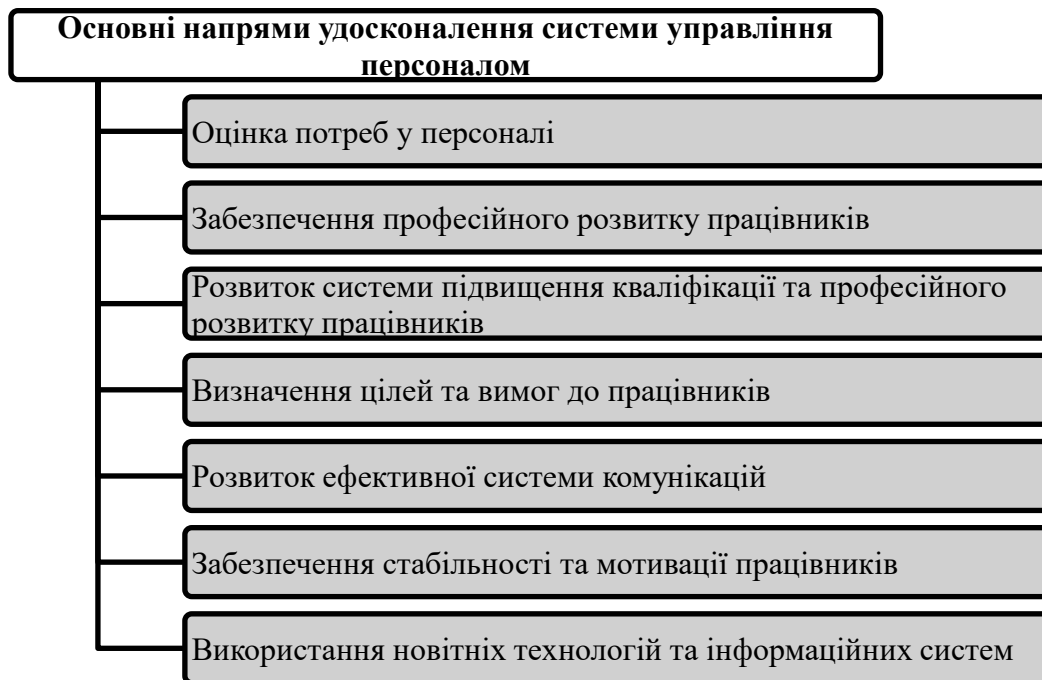 Основні напрями удосконалення системи управління
персоналом
Оцінка потреб у персоналі
Забезпечення професійного розвитку працівників
Розвиток системи підвищення кваліфікації та професійного
розвитку працівників
Визначення цілей та вимог до працівників
Розвиток ефективної системи комунікацій
Забезпечення стабільності та мотивації працівників
Використання новітніх технологій та інформаційних систем